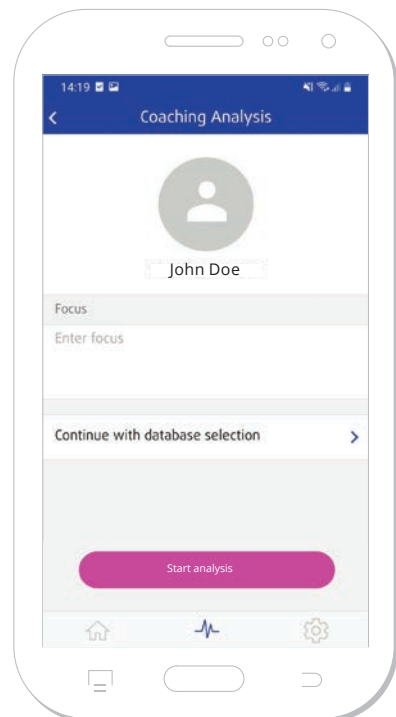 14:19
Coaching Analysis
John Doe
Focus
Enter focus
Continue with database selection
Start analysis